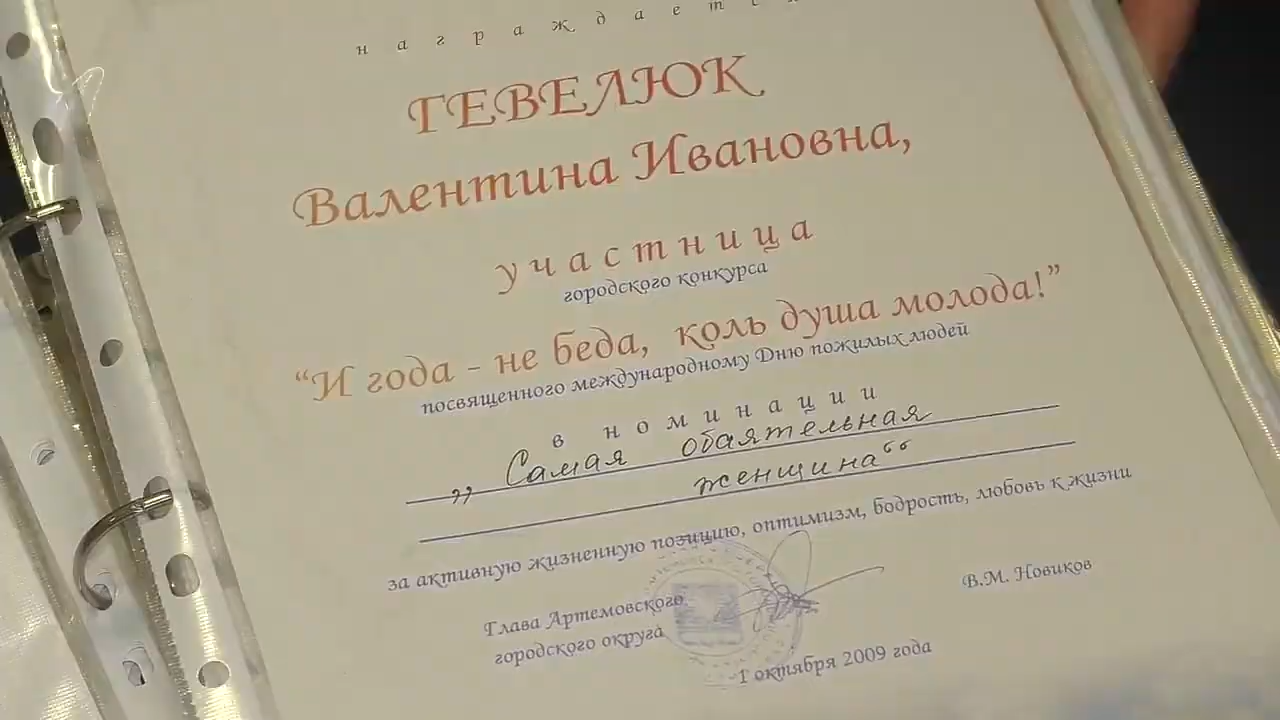 награждается
ГЕВЕЛЮК
Валентина Ивановна,
участница
городского конкурса
“И года - не беда, коль душа молода!”
посвященного международному Дню пожилых людей
в номинации
„ Самая обаятельная
женщина“
за активную жизненную позицию, оптимизм, бодрость, любовь к жизни
Глава Артемовского
городского округа
В.М. Новиков
1 октября 2009 года